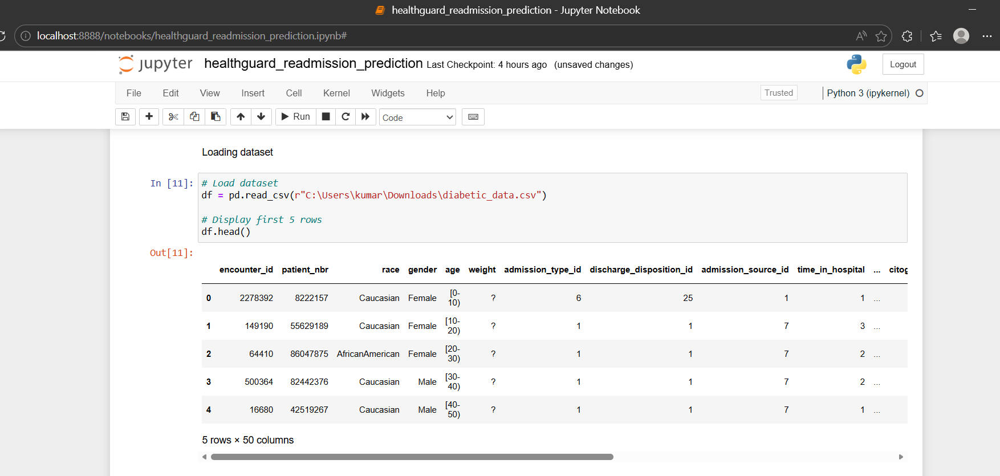 healthguard_readmission_prediction - Jupyter Notebook
localhost:8888/notebooks/healthguard_readmission_prediction.ipynb#
jupyter healthguard_readmission_prediction Last Checkpoint: 4 hours ago (unsaved changes) Logout
File Edit View Insert Cell Kernel Widgets Help Trusted Python 3 (ipykernel)
Run Code
Loading dataset
In [11]: # Load dataset
df = pd.read_csv(r"C:\Users\kumar\Downloads\diabetic_data.csv")
# Display first 5 rows
df.head()
Out[11]:
encounter_id patient_nbr race gender age weight admission_type_id discharge_disposition_id admission_source_id time_in_hospital ... citog
0 2278392 8222157 Caucasian Female [0-10) ? 6 25 1 1 ...
1 149190 55629189 Caucasian Female [10-20) ? 1 1 7 3 ...
2 64410 86047875 AfricanAmerican Female [20-30) ? 1 1 7 2 ...
3 500364 82442376 Caucasian Male [30-40) ? 1 1 7 2 ...
4 16680 42519267 Caucasian Male [40-50) ? 1 1 7 1 ...
5 rows × 50 columns